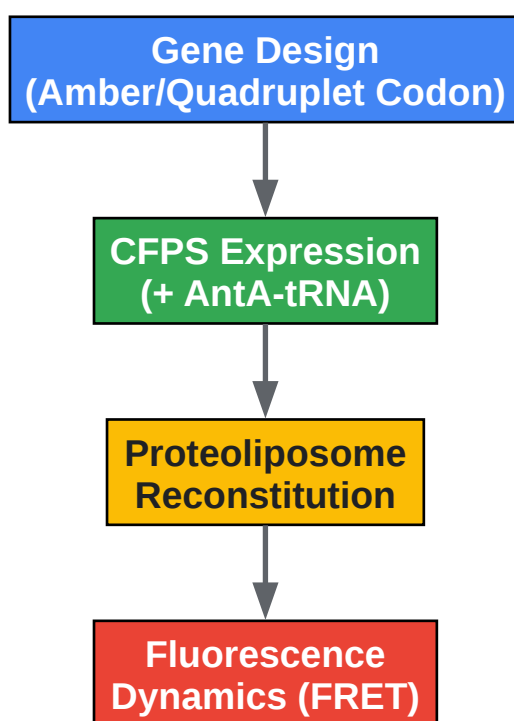 Gene Design
(Amber/Quadruplet Codon)
CFPS Expression
(+ AntA-tRNA)
Proteoliposome
Reconstitution
Fluorescence
Dynamics (FRET)